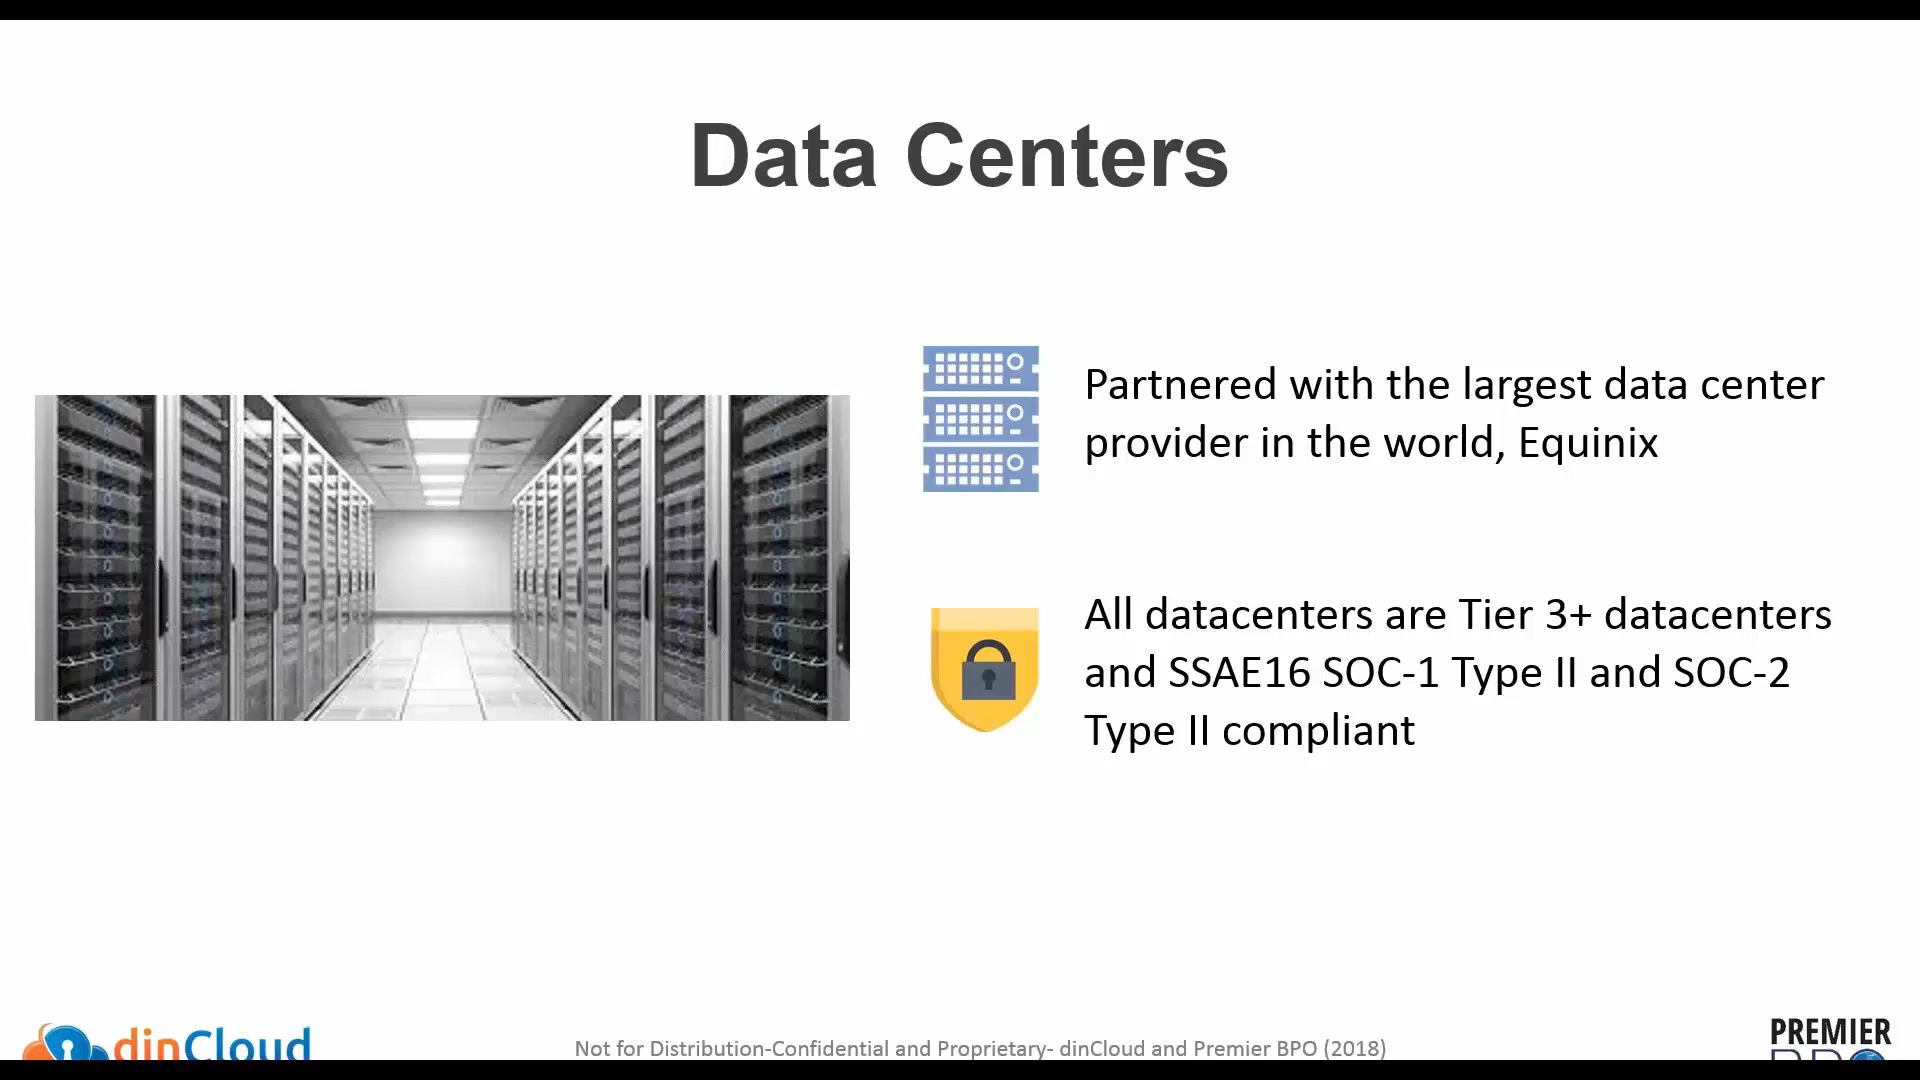 Data Centers
Partnered with the largest data center
provider in the world, Equinix
All datacenters are Tier 3+ datacenters
and SSAE16 SOC-1 Type II and SOC-2
Type II compliant
dinCloud
Not for Distribution-Confidential and Proprietary- dinCloud and Premier BPO (2018)
PREMIER
BPO